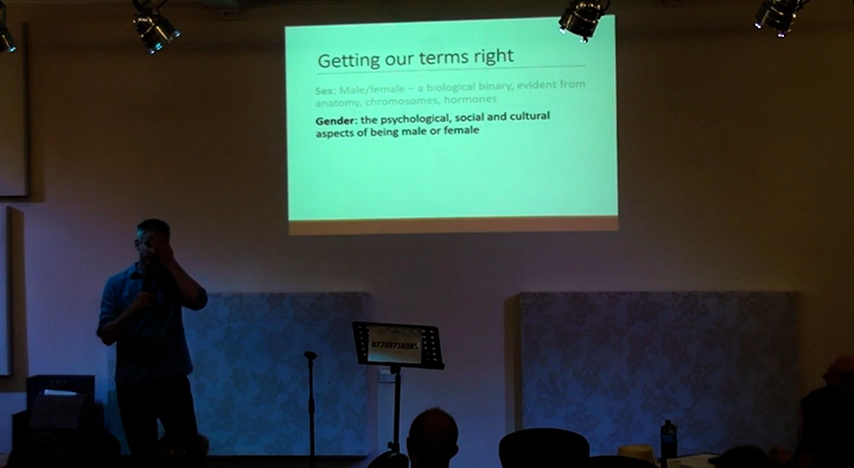 Getting our terms right
Sex: Male/female – a biological binary, evident from
anatomy, chromosomes, hormones
Gender: the psychological, social and cultural
aspects of being male or female
07789738385